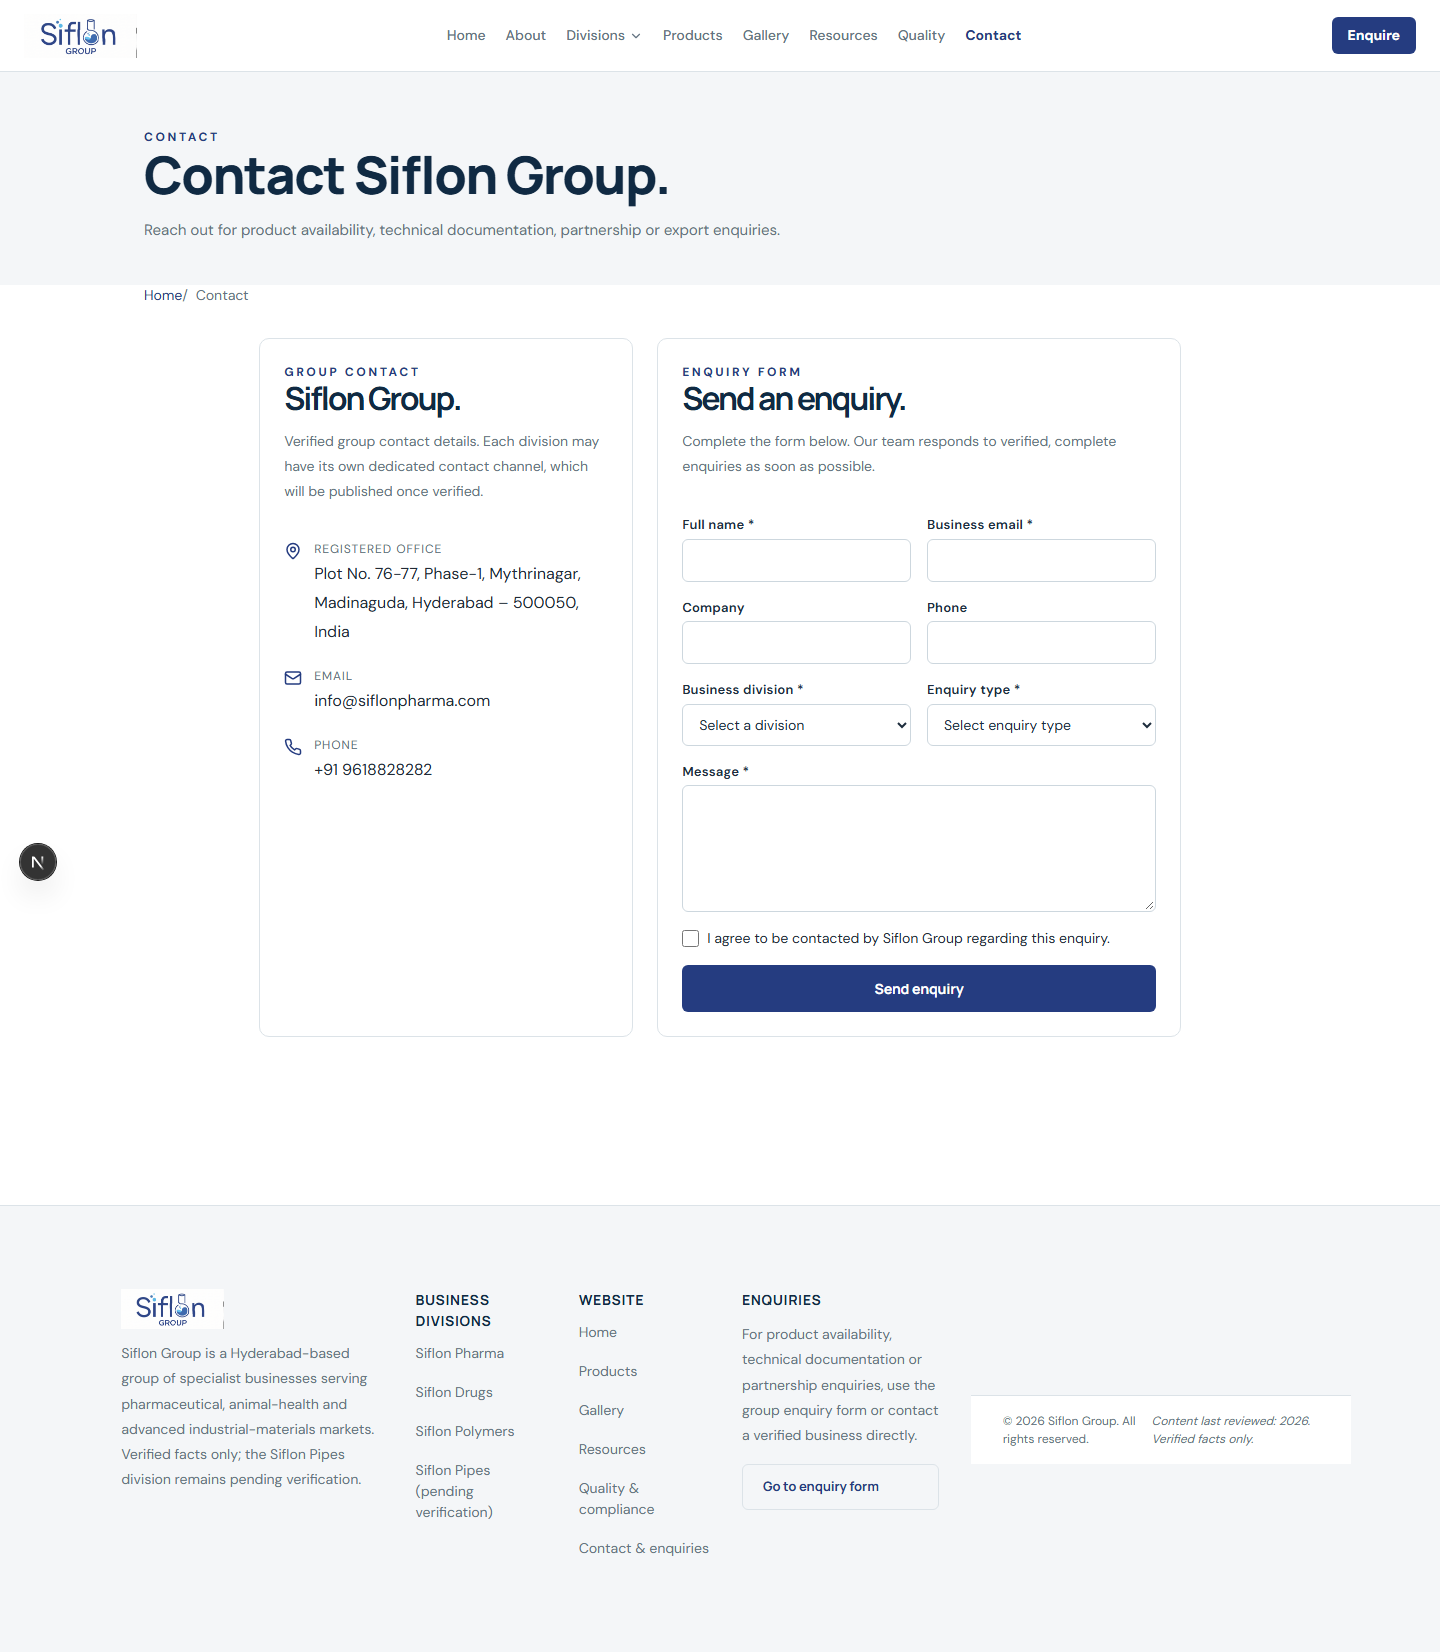 Siflon
GROUP
Home About Divisions Products Gallery Resources Quality Contact
Enquire
CONTACT
Contact Siflon Group.
Reach out for product availability, technical documentation, partnership or export enquiries.
Home/ Contact
GROUP CONTACT
Siflon Group.
Verified group contact details. Each division may
have its own dedicated contact channel, which
will be published once verified.
REGISTERED OFFICE
Plot No. 76-77, Phase-1, Mythrinagar,
Madinaguda, Hyderabad – 500050,
India
EMAIL
info@siflonpharma.com
PHONE
+91 9618828282
ENQUIRY FORM
Send an enquiry.
Complete the form below. Our team responds to verified, complete
enquiries as soon as possible.
Full name *
Business email *
Company
Phone
Business division *
Enquiry type *
Select a division
Select enquiry type
Message *
I agree to be contacted by Siflon Group regarding this enquiry.
Send enquiry
N
Siflon
GROUP
Siflon Group is a Hyderabad-based
group of specialist businesses serving
pharmaceutical, animal-health and
advanced industrial-materials markets.
Verified facts only; the Siflon Pipes
division remains pending verification.
BUSINESS
DIVISIONS
Siflon Pharma
Siflon Drugs
Siflon Polymers
Siflon Pipes
(pending
verification)
WEBSITE
Home
Products
Gallery
Resources
Quality &
compliance
Contact & enquiries
ENQUIRIES
For product availability,
technical documentation or
partnership enquiries, use the
group enquiry form or contact
a verified business directly.
Go to enquiry form
© 2026 Siflon Group. All
rights reserved.
Content last reviewed: 2026.
Verified facts only.